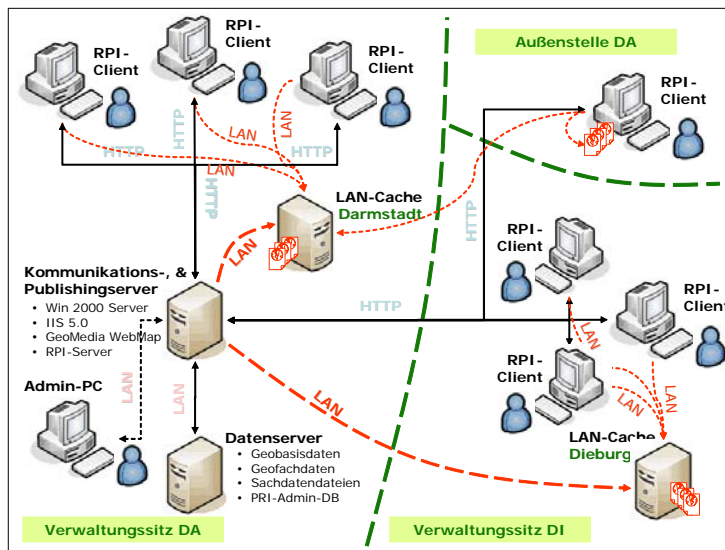 RPI-
Client
RPI-
Client
RPI-
Client
Außenstelle DA
RPI-
Client
HTTP
HTTP
HTTP
HTTP
LAN
LAN
LAN
LAN-Cache
Darmstadt
LAN
HTTP
RPI-
Client
RPI-
Client
Kommunikations-, &
Publishingserver
• Win 2000 Server
• IIS 5.0
• GeoMedia WebMap
• RPI-Server
HTTP
LAN
RPI-
Client
LAN
LAN
LAN
Admin-PC
LAN
LAN
LAN-Cache
Dieburg
Datenserver
• Geobasisdaten
• Geofachdaten
• Sachdatendateien
• PRI-Admin-DB
Verwaltungssitz DA
Verwaltungssitz DI